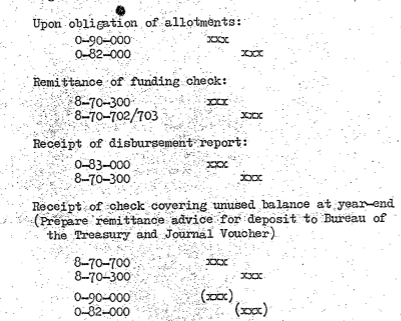 Upon obligation of allotments:
0-90-000 xxx
0-82-000 xxx
Remittance of funding check:
8-70-300 xxx
8-70-702/703 xxx
Receipt of disbursement report:
0-83-000 xxx
8-70-300 xxx
Receipt of check covering unused balance at year-end
(Prepare remittance advice for deposit to Bureau of
the Treasury and Journal Voucher)
8-70-700 xxx
8-70-300 xxx
0-90-000 (xxx)
0-82-000 (xxx)